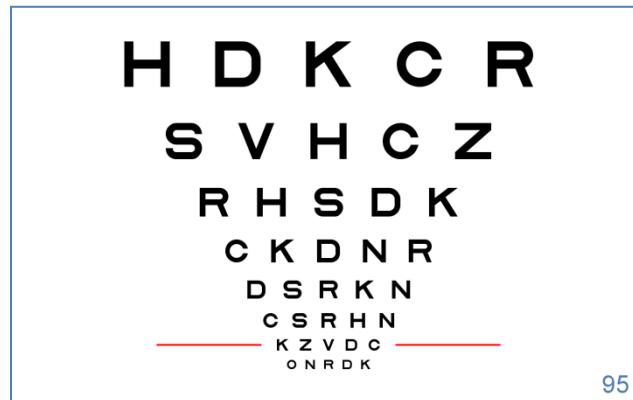 H D K C R
S V H C Z
R H S D K
C K D N R
D S R K N
C S R H N
K Z V D C
O N R D K
95